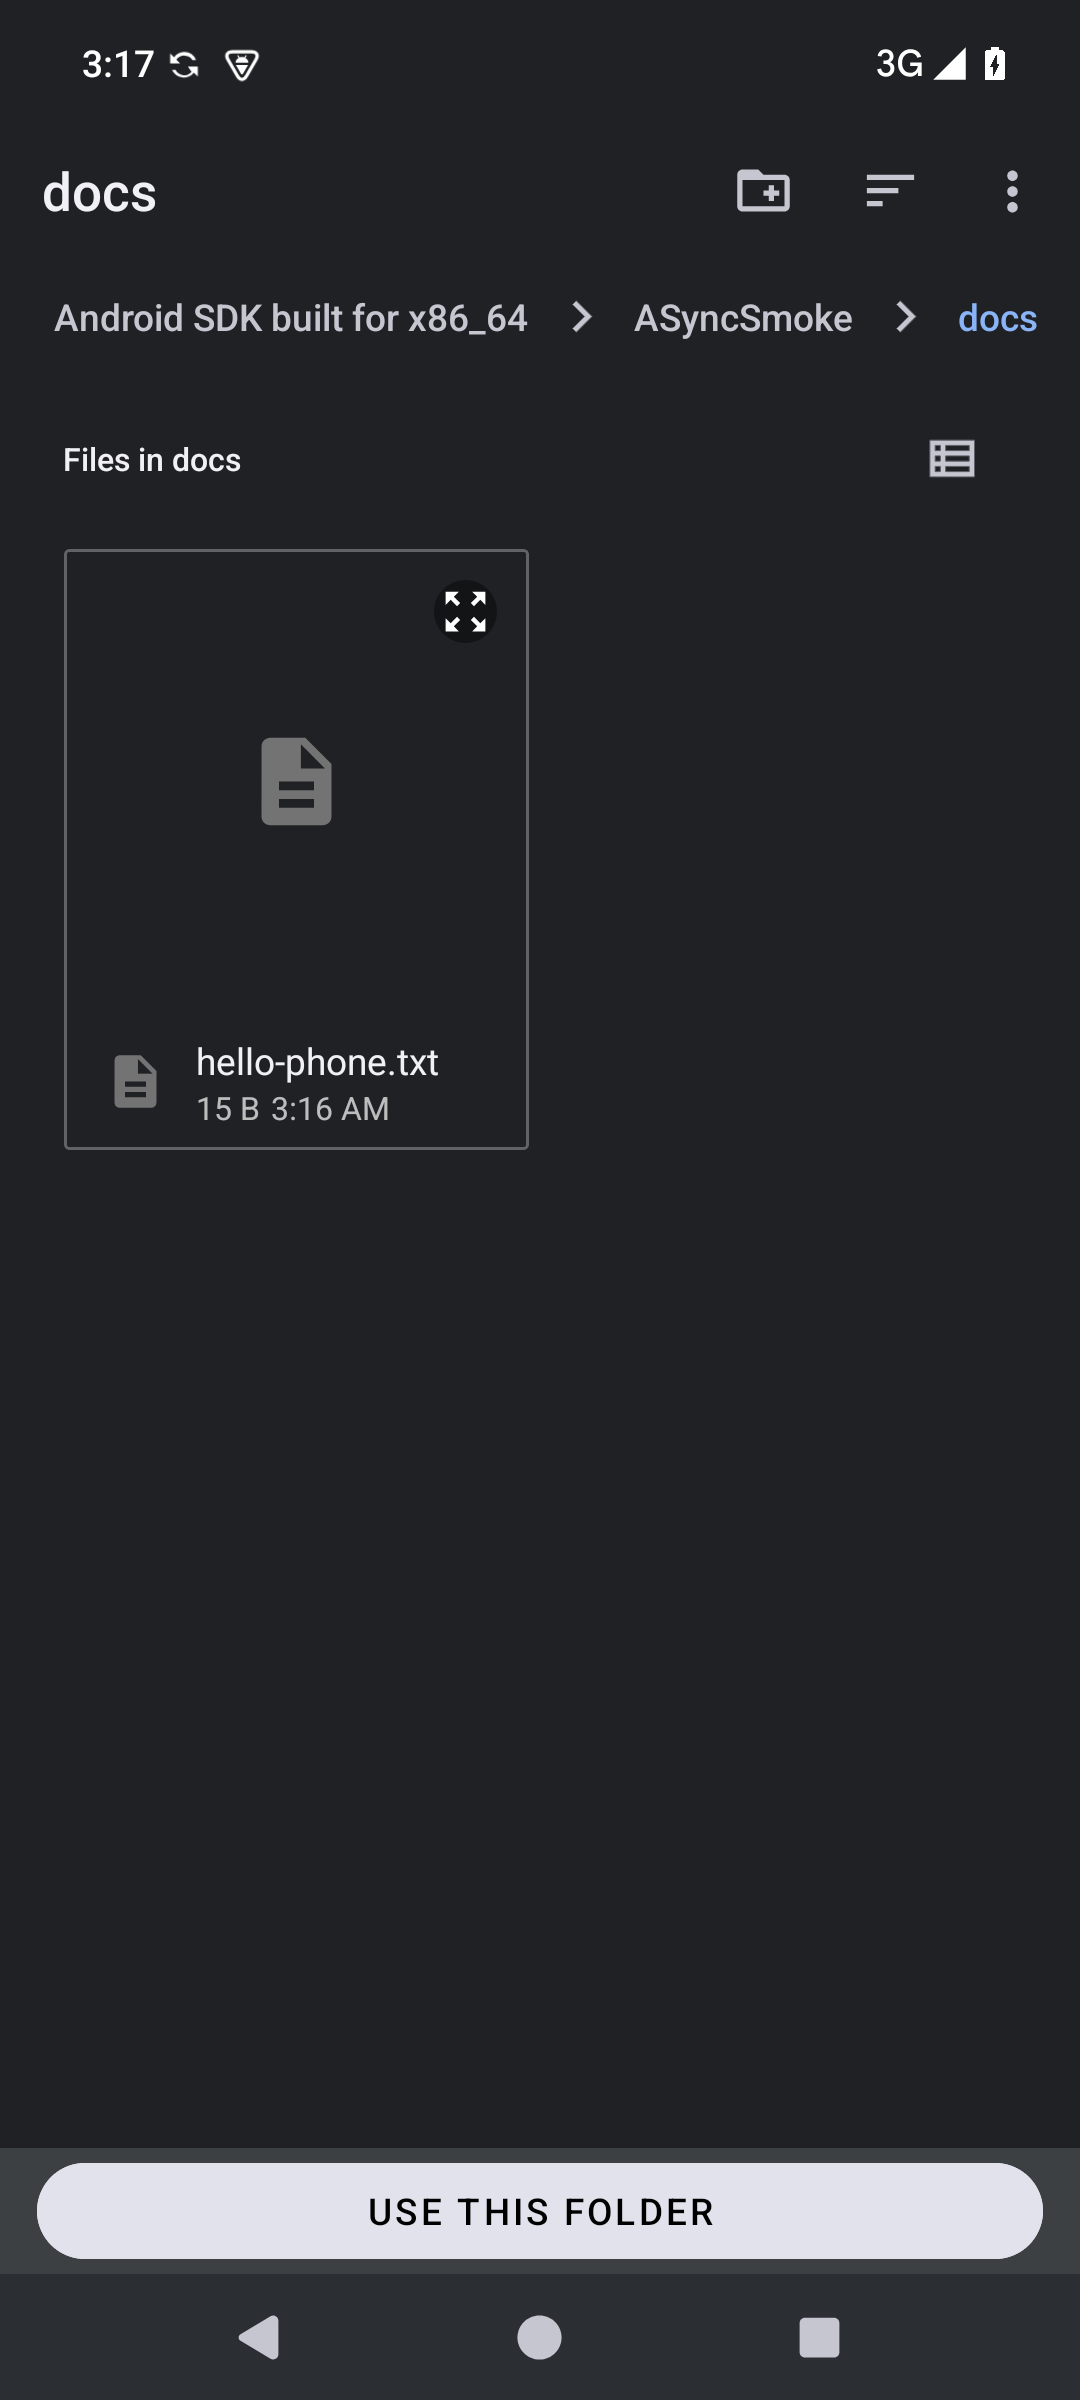 3:17
3G
docs
Android SDK built for x86_64 ASyncSmoke docs
Files in docs
hello-phone.txt
15 B 3:16 AM
USE THIS FOLDER